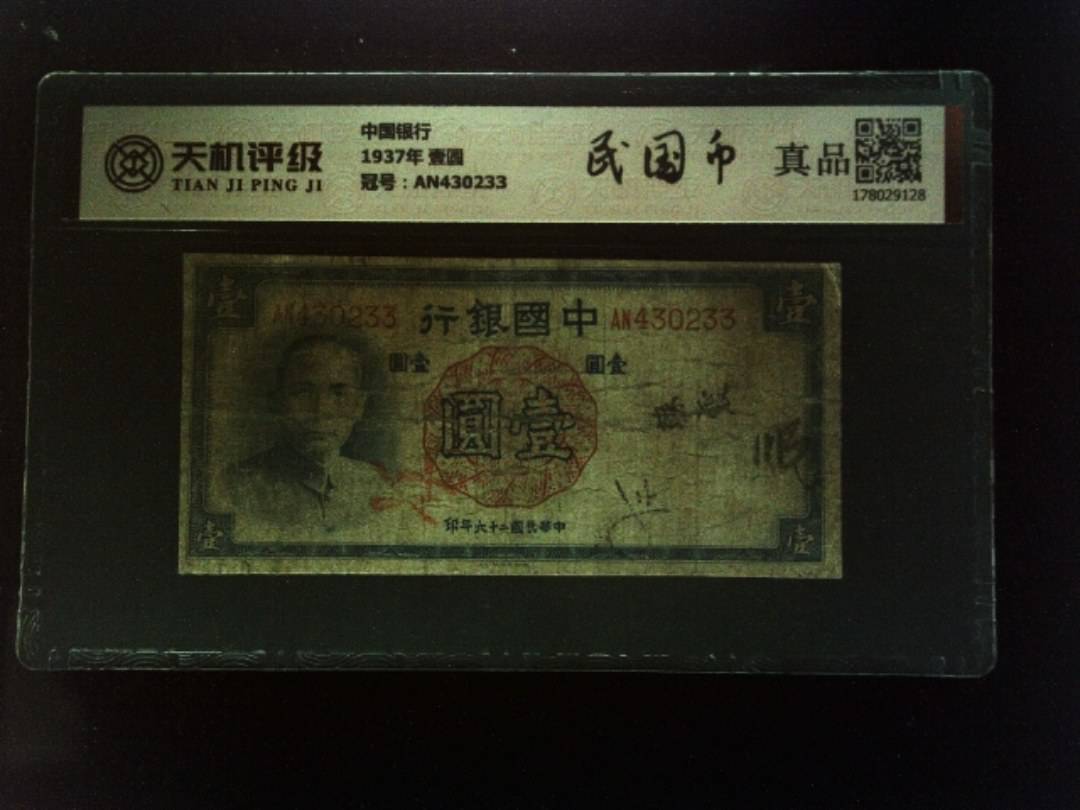 天机评级
TIAN JI PING JI
中国银行
1937年 壹圆
冠号：AN430233
民国币
真品
178029128
壹
壹
AN430233
行銀國中
AN430233
圓壹
圓壹
圓壹
印年六十二國民華中
壹
壹